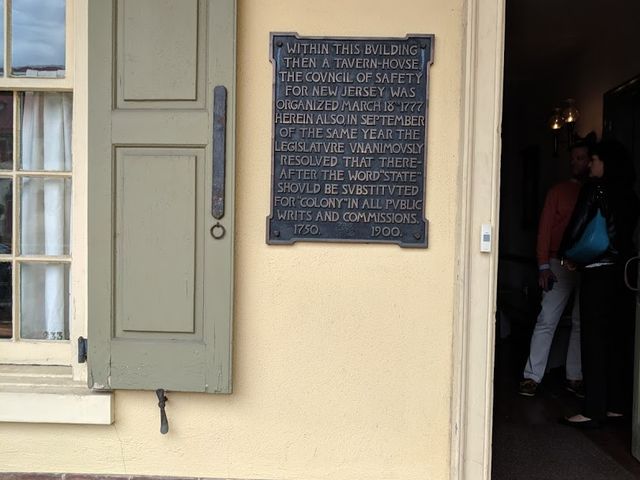 WITHIN THIS BVILDING
THEN A TAVERN-HOVSE,
THE COVNCIL OF SAFETY
FOR NEW JERSEY WAS
ORGANIZED MARCH 18TH 1777
HEREIN ALSO, IN SEPTEMBER
OF THE SAME YEAR THE
LEGISLATVRE VNANIMOVSLY
RESOLVED THAT THERE-
AFTER THE WORD "STATE"
SHOVLD BE SVBSTITVTED
FOR "COLONY" IN ALL PVBLIC
WRITS AND COMMISSIONS.
1750. 1900.
233